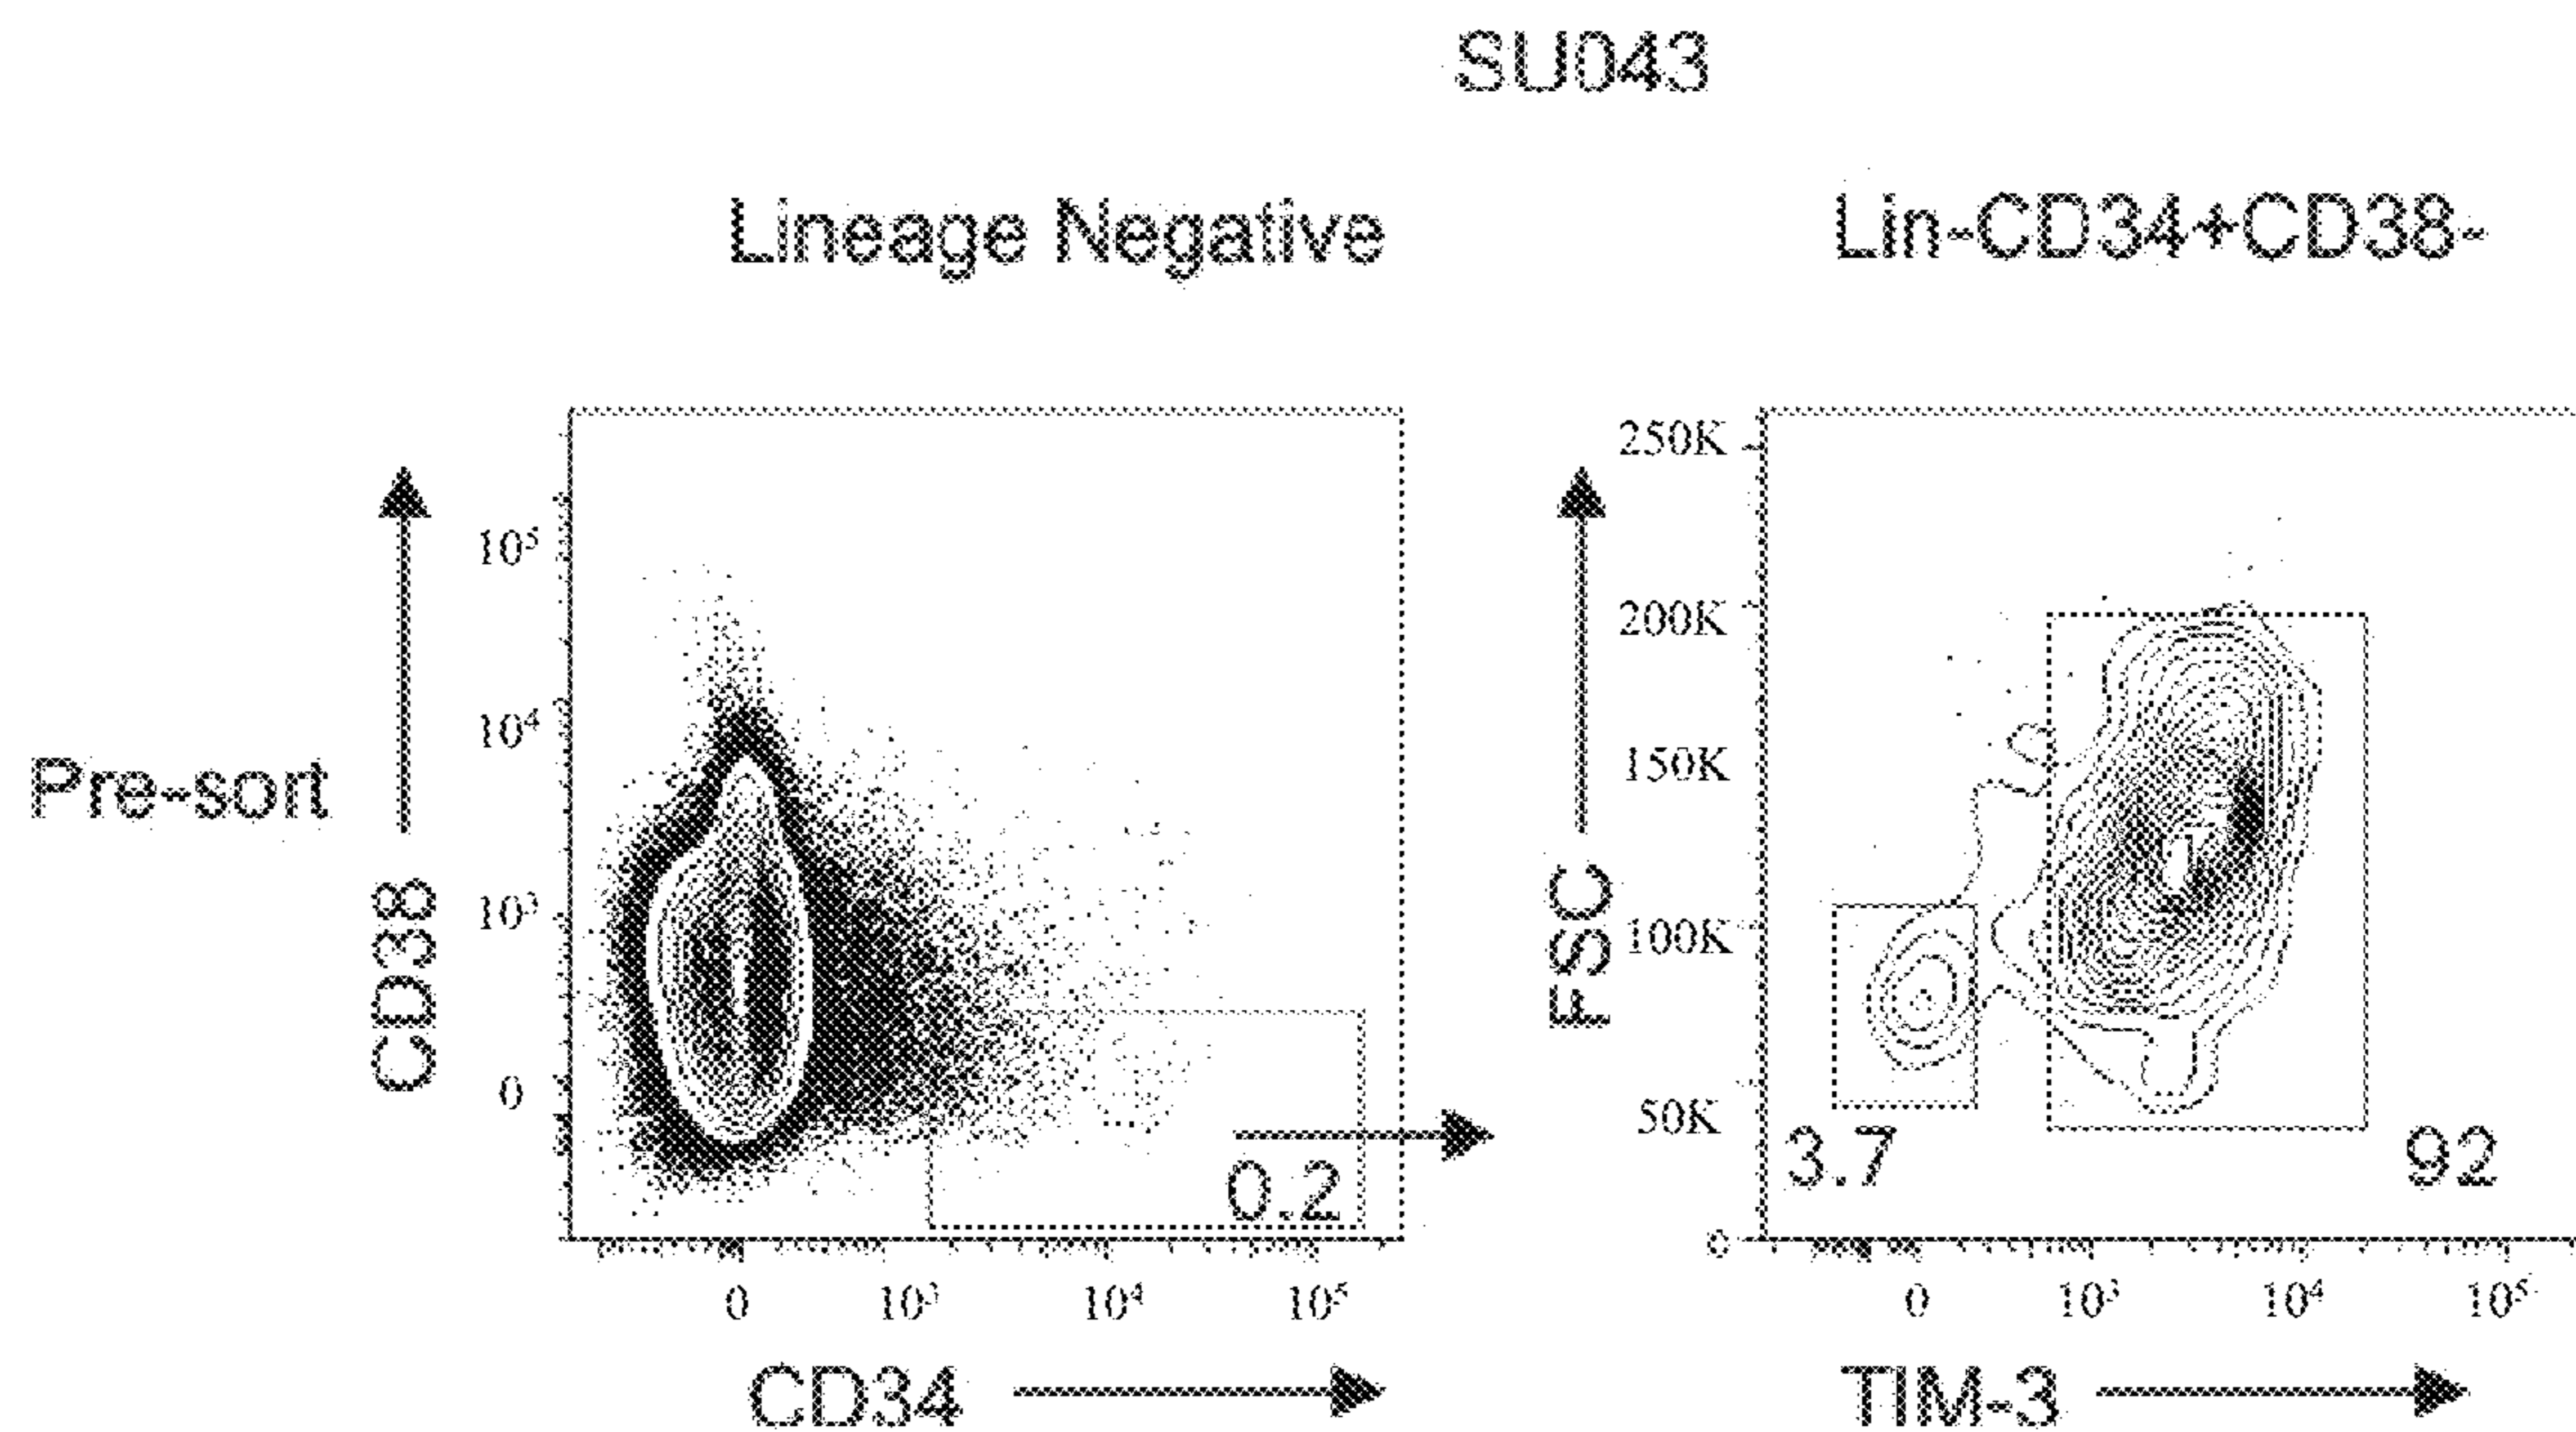 SU043
Lineage Negative
Lin-CD34+CD38-
Pre-sort
CD38
10⁵
10⁴
10³
0
0.2
0 10³ 10⁴ 10⁵
CD34
FSC
250K
200K
150K
100K
50K
0
3.7
92
0 10³ 10⁴ 10⁵
TIM-3